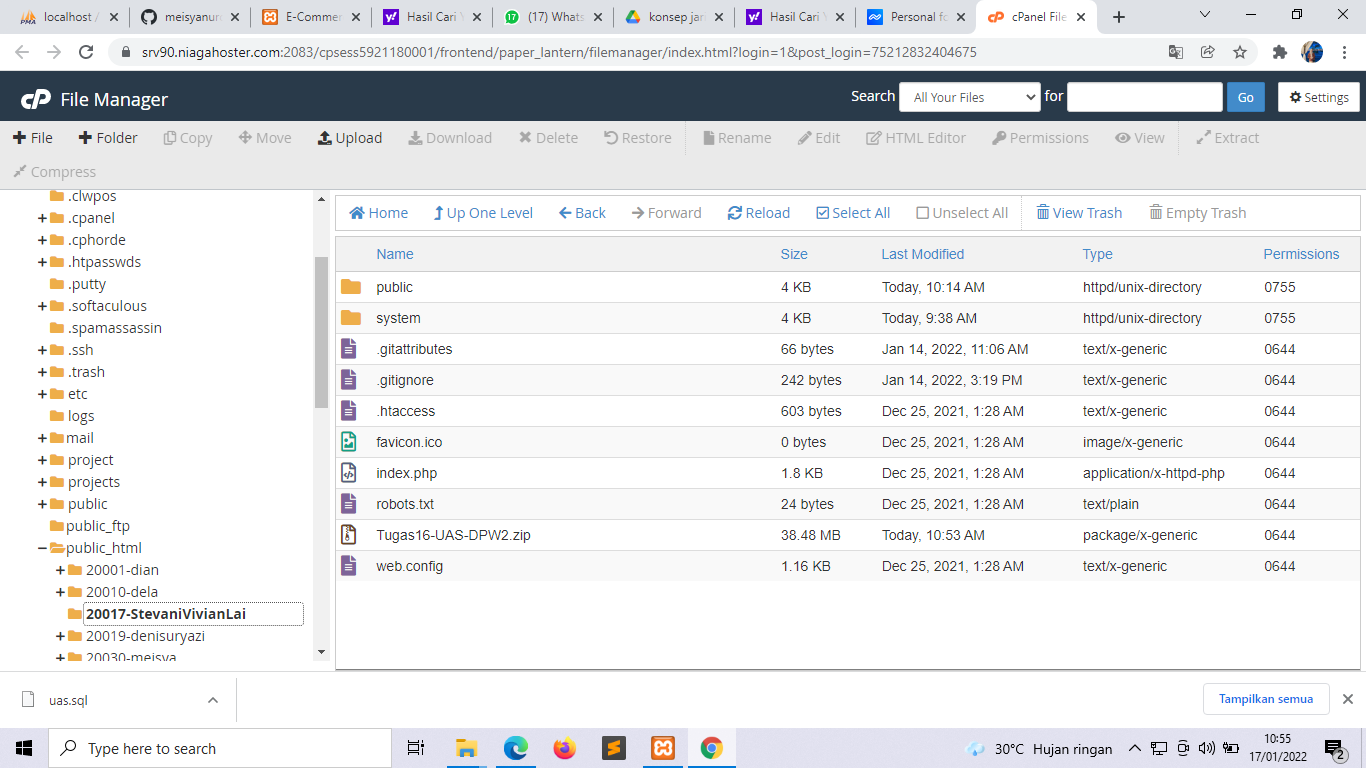 localhost /
meisyanur
E-Commer
Hasil Cari Y
(17) Whats
konsep jar
Hasil Cari Y
Personal fo
cPanel File
srv90.niagahoster.com:2083/cpsess5921180001/frontend/paper_lantern/filemanager/index.html?login=1&post_login=75212832404675
cP File Manager
Search All Your Files for Go Settings
File Folder Copy Move Upload Download Delete Restore Rename Edit HTML Editor Permissions View Extract
Compress
.clwpos
.cpanel
.cphorde
.htpasswds
.putty
.softaculous
.spamassassin
.ssh
.trash
etc
logs
mail
project
projects
public
public_ftp
public_html
20001-dian
20010-dela
20017-StevaniVivianLai
20019-denisuryazi
20030-meisya
Home Up One Level Back Forward Reload Select All Unselect All View Trash Empty Trash
Name Size Last Modified Type Permissions
public 4 KB Today, 10:14 AM httpd/unix-directory 0755
system 4 KB Today, 9:38 AM httpd/unix-directory 0755
.gitattributes 66 bytes Jan 14, 2022, 11:06 AM text/x-generic 0644
.gitignore 242 bytes Jan 14, 2022, 3:19 PM text/x-generic 0644
.htaccess 603 bytes Dec 25, 2021, 1:28 AM text/x-generic 0644
favicon.ico 0 bytes Dec 25, 2021, 1:28 AM image/x-generic 0644
index.php 1.8 KB Dec 25, 2021, 1:28 AM application/x-httpd-php 0644
robots.txt 24 bytes Dec 25, 2021, 1:28 AM text/plain 0644
Tugas16-UAS-DPW2.zip 38.48 MB Today, 10:53 AM package/x-generic 0644
web.config 1.16 KB Dec 25, 2021, 1:28 AM text/x-generic 0644
uas.sql
Tampilkan semua
Type here to search
30°C Hujan ringan
10:55
17/01/2022
2